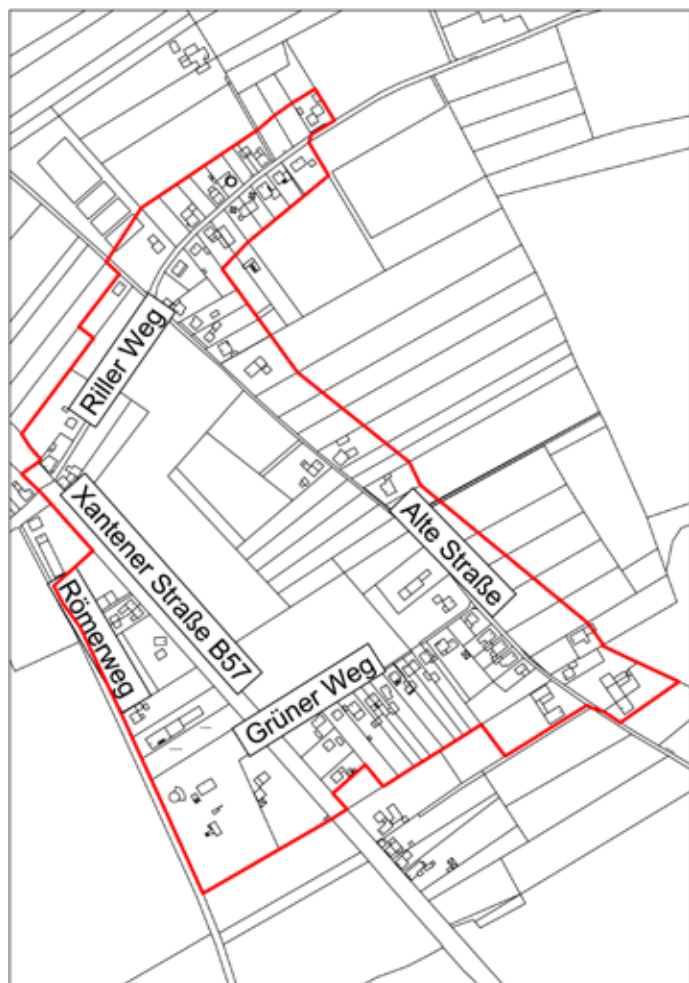 Riller Weg
Xantener Straße B57
Alte Straße
Römerweg
Grüner Weg